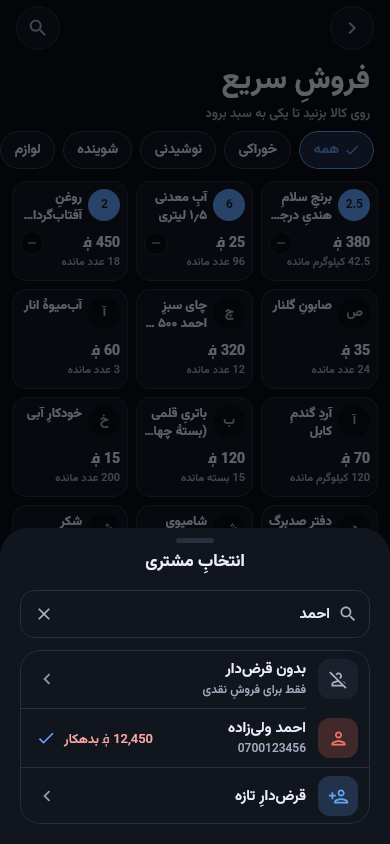 فروشِ سریع
روی کالا بزنید تا یکی به سبد برود
همه
خوراکی
نوشیدنی
شوینده
لوازم
2.5
برنجِ سلامِ
هندیِ درجـ...
380 ؋
42.5 کیلوگرم مانده
6
آبِ معدنی
۱٫۵ لیتری
25 ؋
96 عدد مانده
2
روغنِ
آفتاب‌گردا...
450 ؋
18 عدد مانده
ص
صابونِ گلنار
35 ؋
24 عدد مانده
چ
چای سبزِ
احمد ۵۰۰ ...
320 ؋
12 عدد مانده
آ
آب‌میوهٔ انار
60 ؋
3 عدد مانده
آ
آردِ گندمِ
کابل
70 ؋
120 کیلوگرم مانده
ب
باتریِ قلمی
(بستهٔ چها...
120 ؋
15 بسته مانده
خ
خودکارِ آبی
15 ؋
200 عدد مانده
دفترِ صدبرگ
شامپوی
شکر
انتخابِ مشتری
احمد
بدون قرض‌دار
فقط برای فروشِ نقدی
احمد ولی‌زاده
0700123456
12,450 ؋ بدهکار
قرض‌دارِ تازه